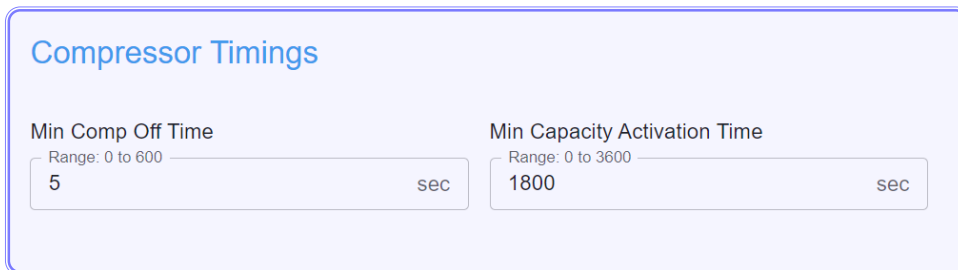 Compressor Timings
Min Comp Off Time
Range: 0 to 600
5 sec
Min Capacity Activation Time
Range: 0 to 3600
1800 sec